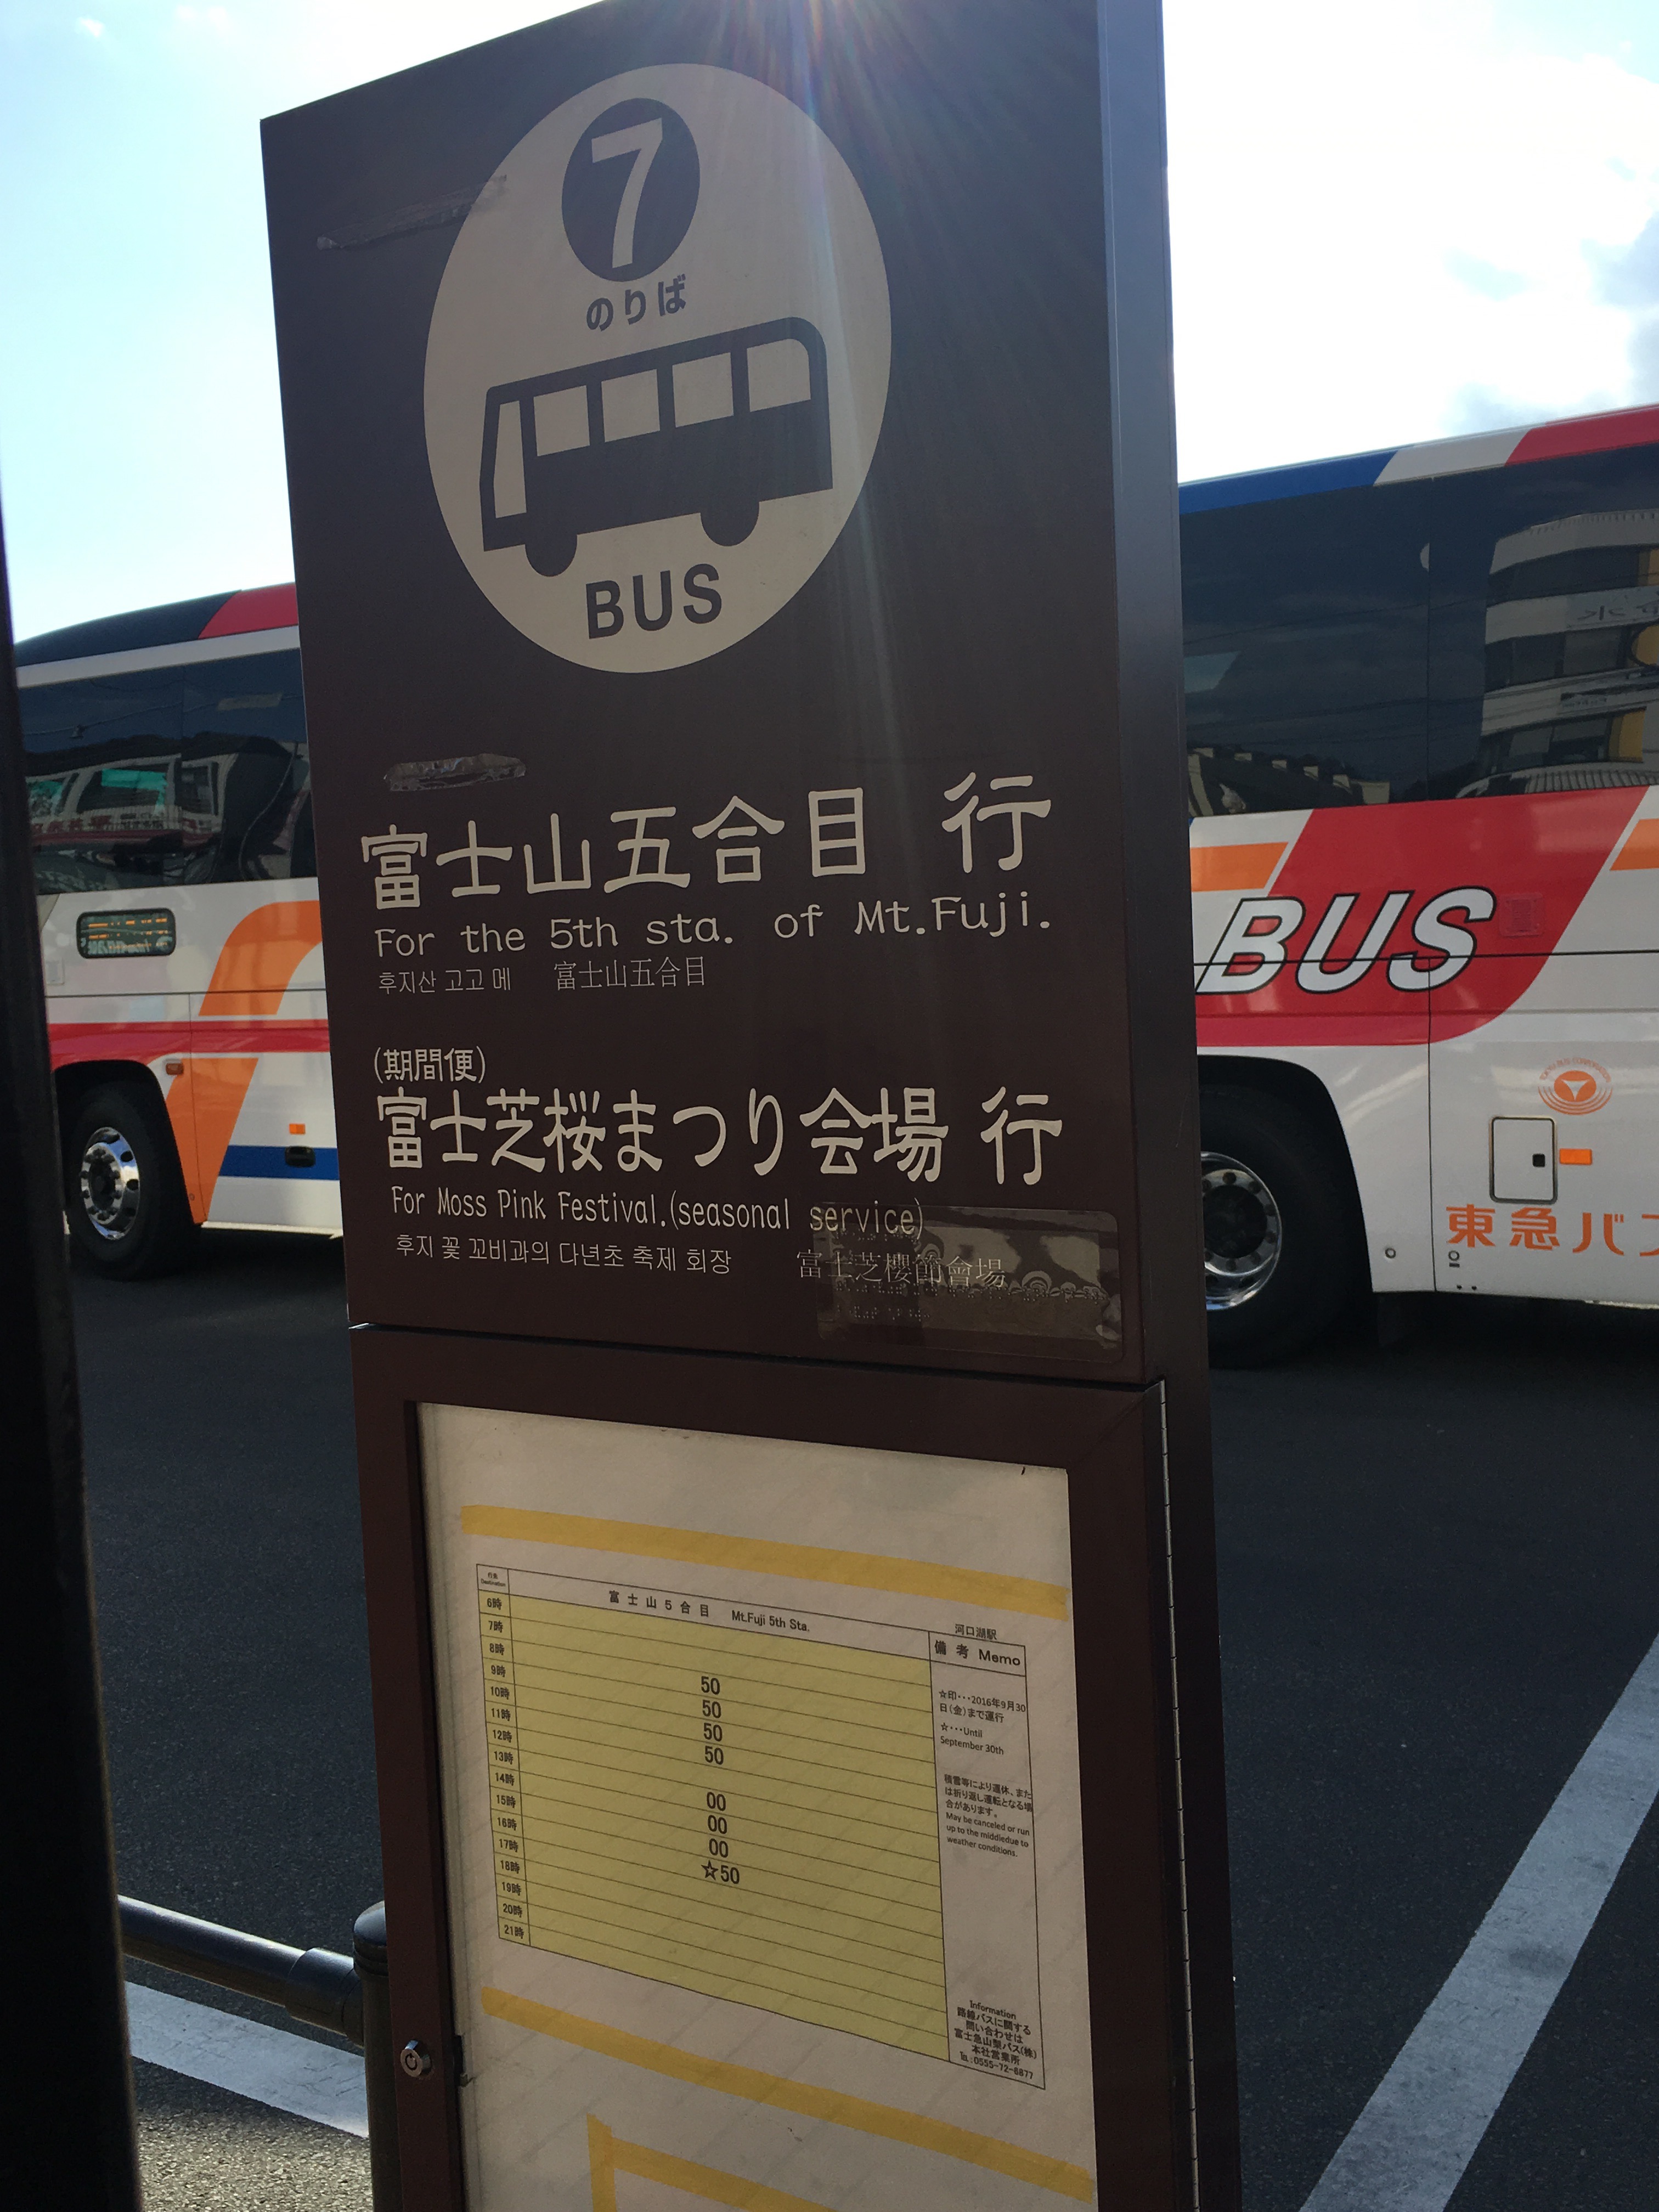 7
のりば
BUS
富士山五合目 行
For the 5th sta. of Mt.Fuji.
후지산 고고 메 富士山五合目
(期間便)
富士芝桜まつり会場 行
For Moss Pink Festival.(seasonal service)
후지 꽃 꼬비과의 다년초 축제 회장 富士芝櫻節會場
BUS
東急バス
河口湖駅
行先 富士山5合目 Mt.Fuji 5th Sta. 備考 Memo
Destination
6時
7時
8時
9時 50
10時 50
11時 50
12時 50
13時
14時 00
15時 00
16時 00
17時 ☆50
18時
19時
20時
21時
☆印･･･2016年9月30
日(金)まで運行
☆･･･Until
September 30th
積雪等により運休、また
は折り返し運転となる場
合があります。
May be canceled or run
up to the middledue to
weather conditions.
Information
路線バスに関する
問い合わせは
富士急山梨バス(株)
本社営業所
℡:0555-72-6877